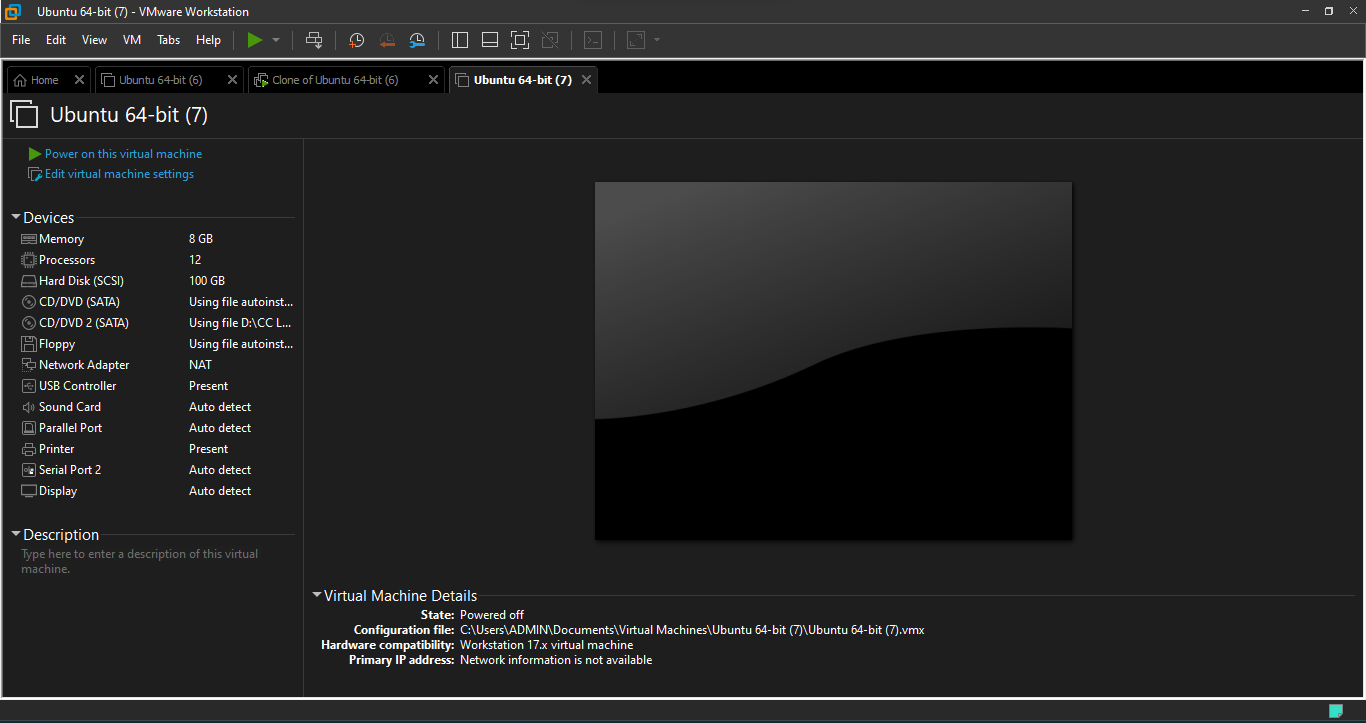 Ubuntu 64-bit (7) - VMware Workstation
File Edit View VM Tabs Help
Home Ubuntu 64-bit (6) Clone of Ubuntu 64-bit (6) Ubuntu 64-bit (7)
Ubuntu 64-bit (7)
Power on this virtual machine
Edit virtual machine settings
Devices
Memory 8 GB
Processors 12
Hard Disk (SCSI) 100 GB
CD/DVD (SATA) Using file autoinst...
CD/DVD 2 (SATA) Using file D:\CC L...
Floppy Using file autoinst...
Network Adapter NAT
USB Controller Present
Sound Card Auto detect
Parallel Port Auto detect
Printer Present
Serial Port 2 Auto detect
Display Auto detect
Description
Type here to enter a description of this virtual
machine.
Virtual Machine Details
State: Powered off
Configuration file: C:\Users\ADMIN\Documents\Virtual Machines\Ubuntu 64-bit (7)\Ubuntu 64-bit (7).vmx
Hardware compatibility: Workstation 17.x virtual machine
Primary IP address: Network information is not available